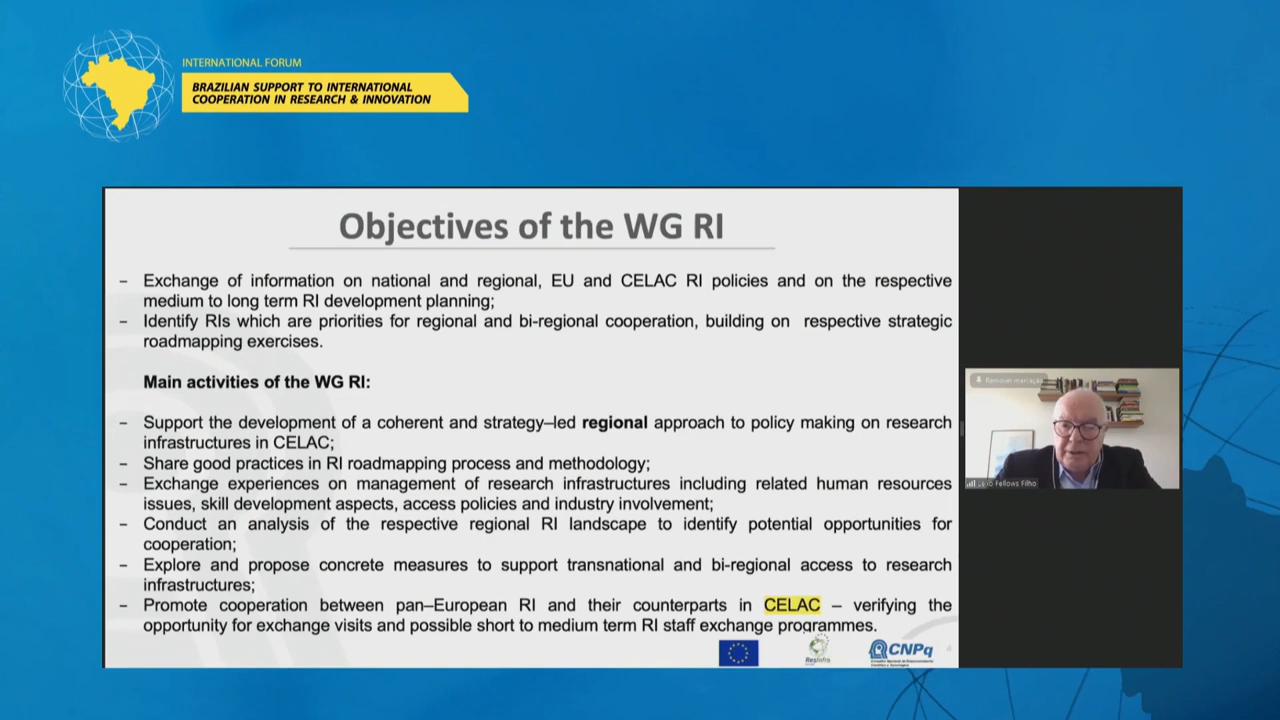 INTERNATIONAL FORUM
BRAZILIAN SUPPORT TO INTERNATIONAL
COOPERATION IN RESEARCH & INNOVATION
Objectives of the WG RI
– Exchange of information on national and regional, EU and CELAC RI policies and on the respective
medium to long term RI development planning;
– Identify RIs which are priorities for regional and bi-regional cooperation, building on respective strategic
roadmapping exercises.
Main activities of the WG RI:
– Support the development of a coherent and strategy–led regional approach to policy making on research
infrastructures in CELAC;
– Share good practices in RI roadmapping process and methodology;
– Exchange experiences on management of research infrastructures including related human resources
issues, skill development aspects, access policies and industry involvement;
– Conduct an analysis of the respective regional RI landscape to identify potential opportunities for
cooperation;
– Explore and propose concrete measures to support transnational and bi-regional access to research
infrastructures;
– Promote cooperation between pan–European RI and their counterparts in CELAC – verifying the
opportunity for exchange visits and possible short to medium term RI staff exchange programmes.
ResInfra
CNPq
4
Remover marcação
Fellows Filho